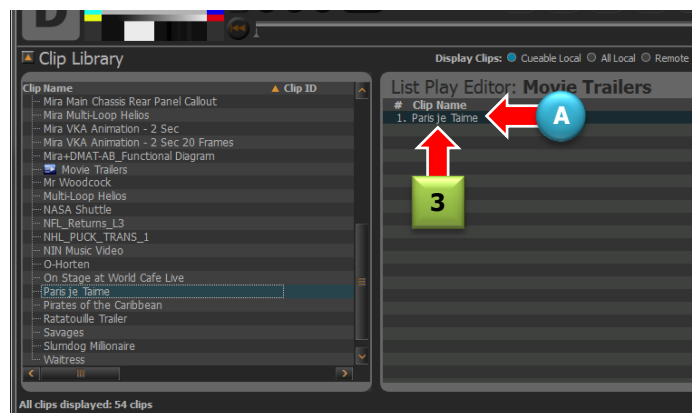 D
Clip Library
Display Clips: Cueable Local All Local Remote
Clip Name Clip ID
Mira Main Chassis Rear Panel Callout
Mira Multi-Loop Helios
Mira VKA Animation - 2 Sec
Mira VKA Animation - 2 Sec 20 Frames
Mira+DMAT-AB_Functional Diagram
Movie Trailers
Mr Woodcock
Multi-Loop Helios
NASA Shuttle
NFL_Returns_L3
NHL_PUCK_TRANS_1
NIN Music Video
O-Horten
On Stage at World Cafe Live
Paris je Taime
Pirates of the Caribbean
Ratatouille Trailer
Savages
Slumdog Milionaire
Waitress
List Play Editor: Movie Trailers
# Clip Name
1. Paris je Taime
A
3
All clips displayed: 54 clips